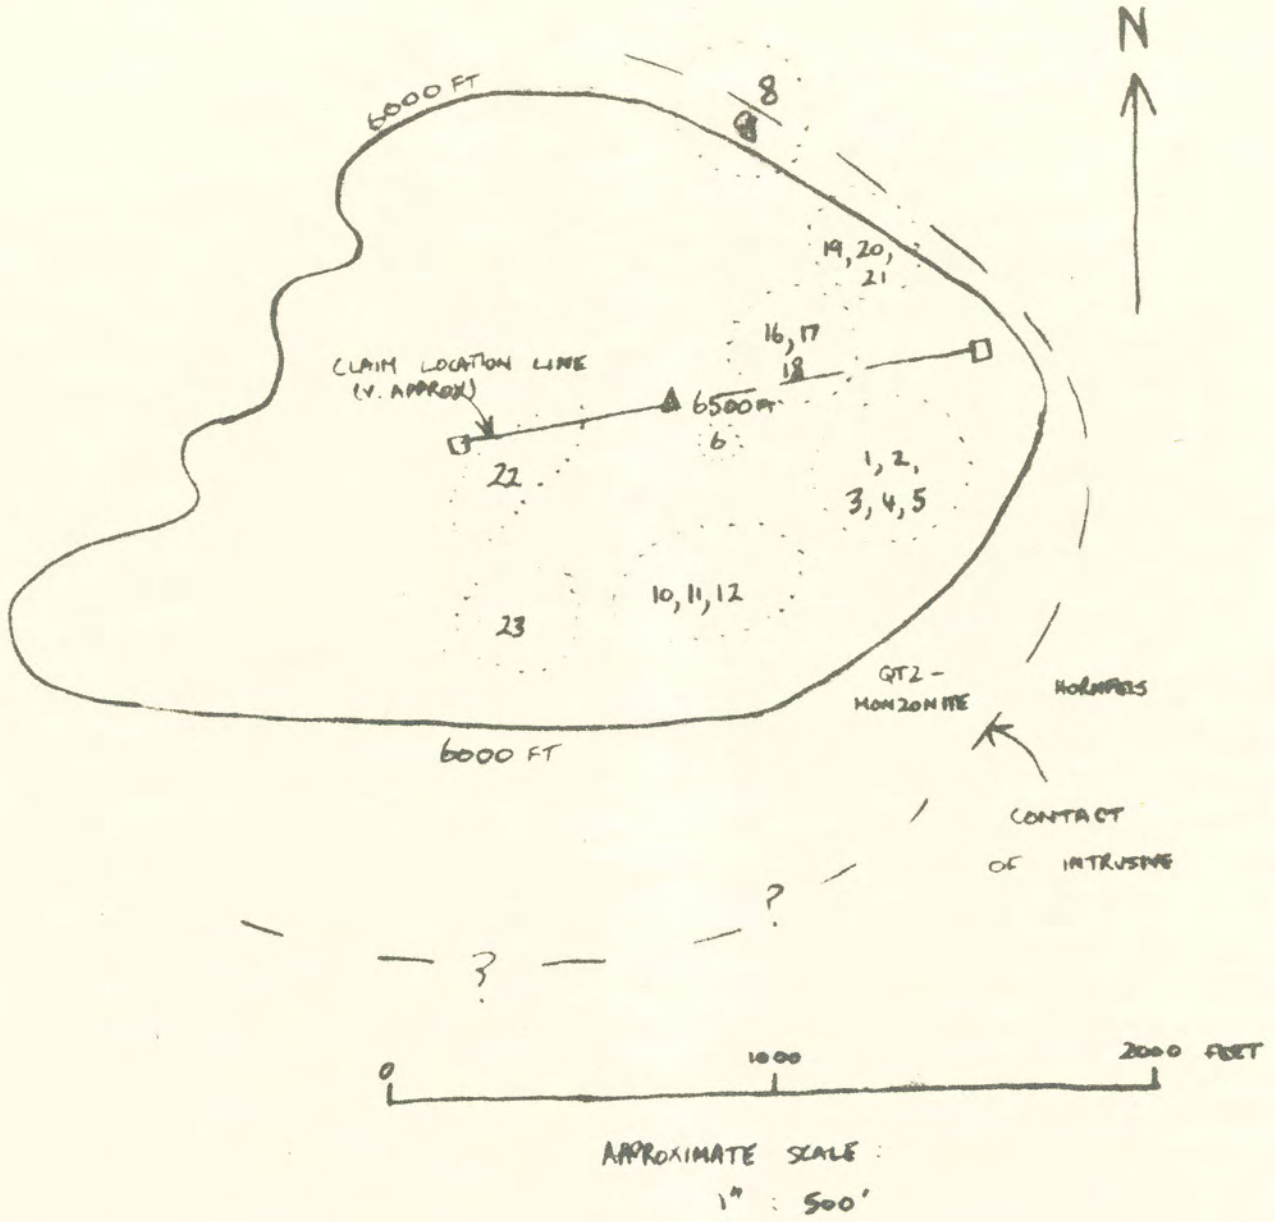 N
6000 FT
8
8
19, 20,
21
16, 17
18
CLAIM LOCATION LINE
(V. APPROX)
6500 FT
6
22
1, 2,
3, 4, 5
10, 11, 12
23
QTZ -
MONZONITE
HORNFELS
6000 FT
CONTACT
OF INTRUSIVE
?
?
0
1000
2000 FEET
APPROXIMATE SCALE :
1" : 500'